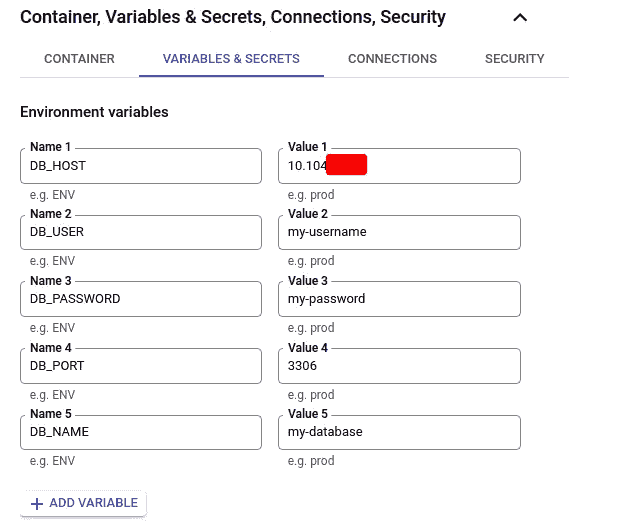 Container, Variables & Secrets, Connections, Security
CONTAINER VARIABLES & SECRETS CONNECTIONS SECURITY
Environment variables
Name 1 Value 1
DB_HOST 10.104
e.g. ENV e.g. prod
Name 2 Value 2
DB_USER my-username
e.g. ENV e.g. prod
Name 3 Value 3
DB_PASSWORD my-password
e.g. ENV e.g. prod
Name 4 Value 4
DB_PORT 3306
e.g. ENV e.g. prod
Name 5 Value 5
DB_NAME my-database
e.g. ENV e.g. prod
+ ADD VARIABLE